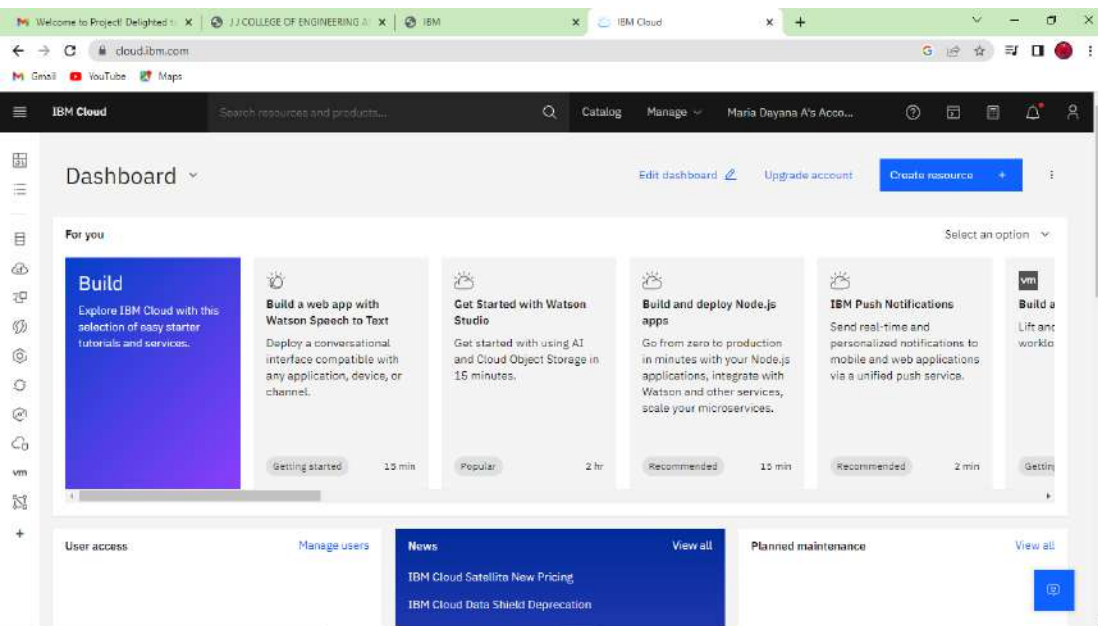 Welcome to Project! Delighted t
J J COLLEGE OF ENGINEERING A
IBM
IBM Cloud
cloud.ibm.com
Gmail
YouTube
Maps
IBM Cloud
Search resources and products...
Catalog
Manage
Maria Dayana A's Acco...
Dashboard
Edit dashboard
Upgrade account
Create resource +
For you
Select an option
Build
Explore IBM Cloud with this
selection of easy starter
tutorials and services.
Build a web app with
Watson Speech to Text
Deploy a conversational
interface compatible with
any application, device, or
channel.
Getting started 15 min
Get Started with Watson
Studio
Get started with using AI
and Cloud Object Storage in
15 minutes.
Popular 2 hr
Build and deploy Node.js
apps
Go from zero to production
in minutes with your Node.js
applications, integrate with
Watson and other services,
scale your microservices.
Recommended 15 min
IBM Push Notifications
Send real-time and
personalized notifications to
mobile and web applications
via a unified push service.
Recommended 2 min
vm
Build a
Lift and
worklo
Getting
vm
User access
Manage users
News
View all
IBM Cloud Satellite New Pricing
IBM Cloud Data Shield Deprecation
Planned maintenance
View all